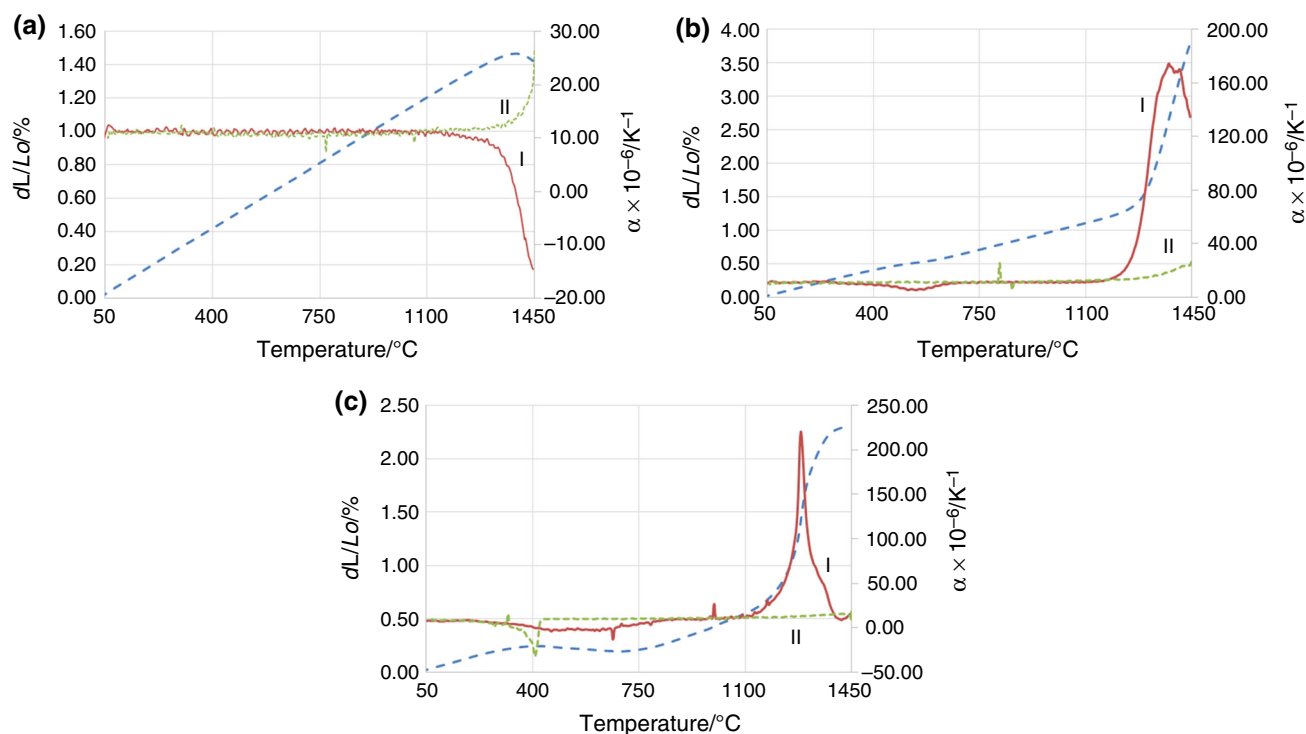 (a)
1.60
1.40
1.20
1.00
0.80
0.60
0.40
0.20
0.00
dL/Lo/%
30.00
20.00
10.00
0.00
−10.00
−20.00
α × 10⁻⁶/K⁻¹
II
I
50 400 750 1100 1450
Temperature/°C
(b)
4.00
3.50
3.00
2.50
2.00
1.50
1.00
0.50
0.00
dL/Lo/%
200.00
160.00
120.00
80.00
40.00
0.00
α × 10⁻⁶/K⁻¹
I
II
50 400 750 1100 1450
Temperature/°C
(c)
2.50
2.00
1.50
1.00
0.50
0.00
dL/Lo/%
250.00
200.00
150.00
100.00
50.00
0.00
−50.00
α × 10⁻⁶/K⁻¹
I
II
50 400 750 1100 1450
Temperature/°C